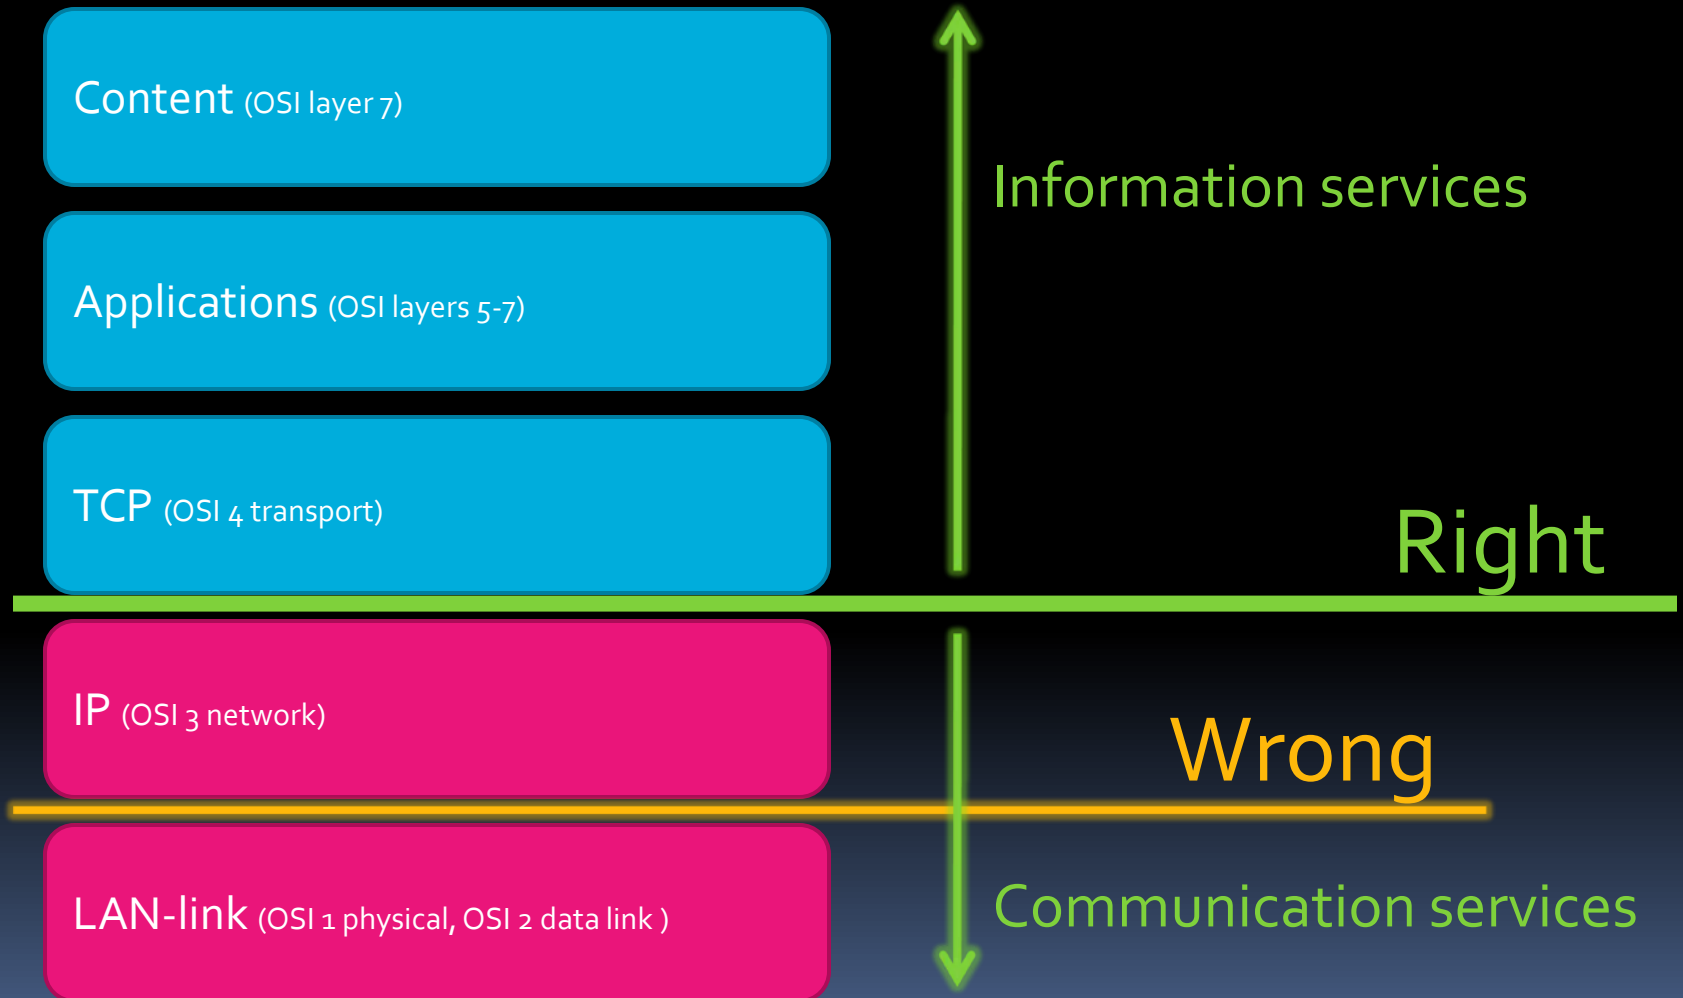 Content (OSI layer 7)
Information services
Applications (OSI layers 5-7)
TCP (OSI 4 transport)
Right
IP (OSI 3 network)
Wrong
LAN-link (OSI 1 physical, OSI 2 data link )
Communication services